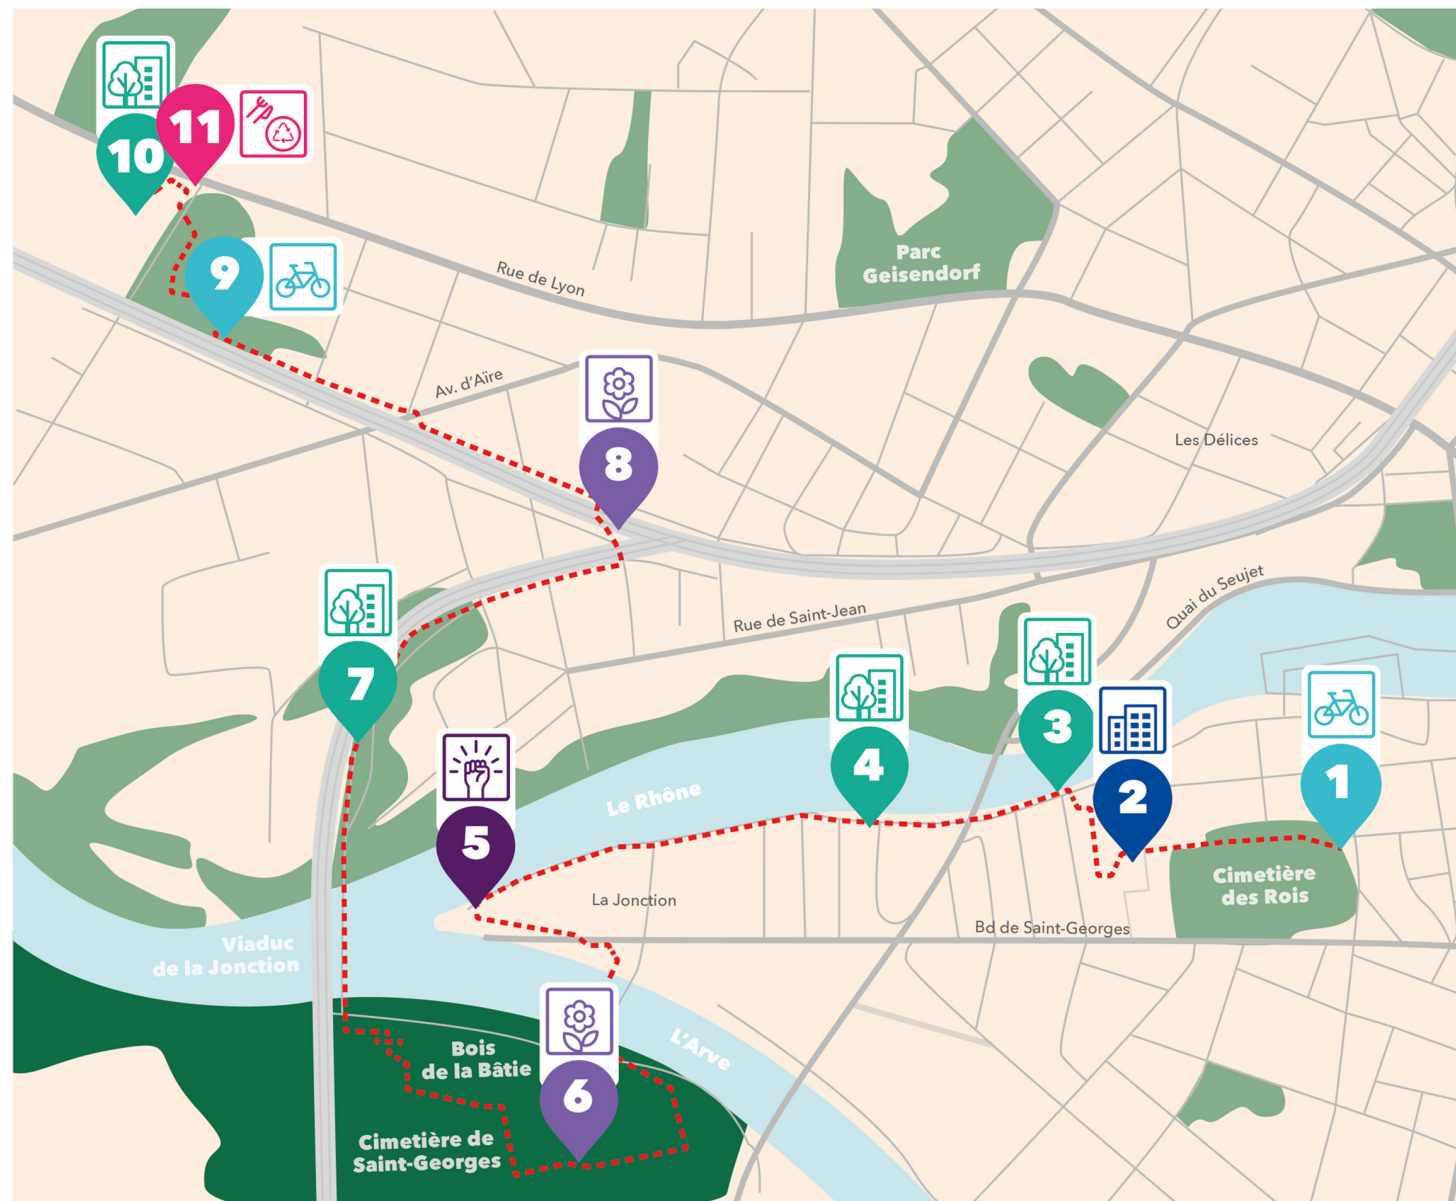 10
11
9
Rue de Lyon
Parc
Geisendorf
Av. d'Aïre
8
Les Délices
Quai du Seujet
Rue de Saint-Jean
7
3
4
2
1
5
Le Rhône
Cimetière
des Rois
La Jonction
Bd de Saint-Georges
Viaduc
de la Jonction
L'Arve
Bois
de la Bâtie
6
Cimetière de
Saint-Georges